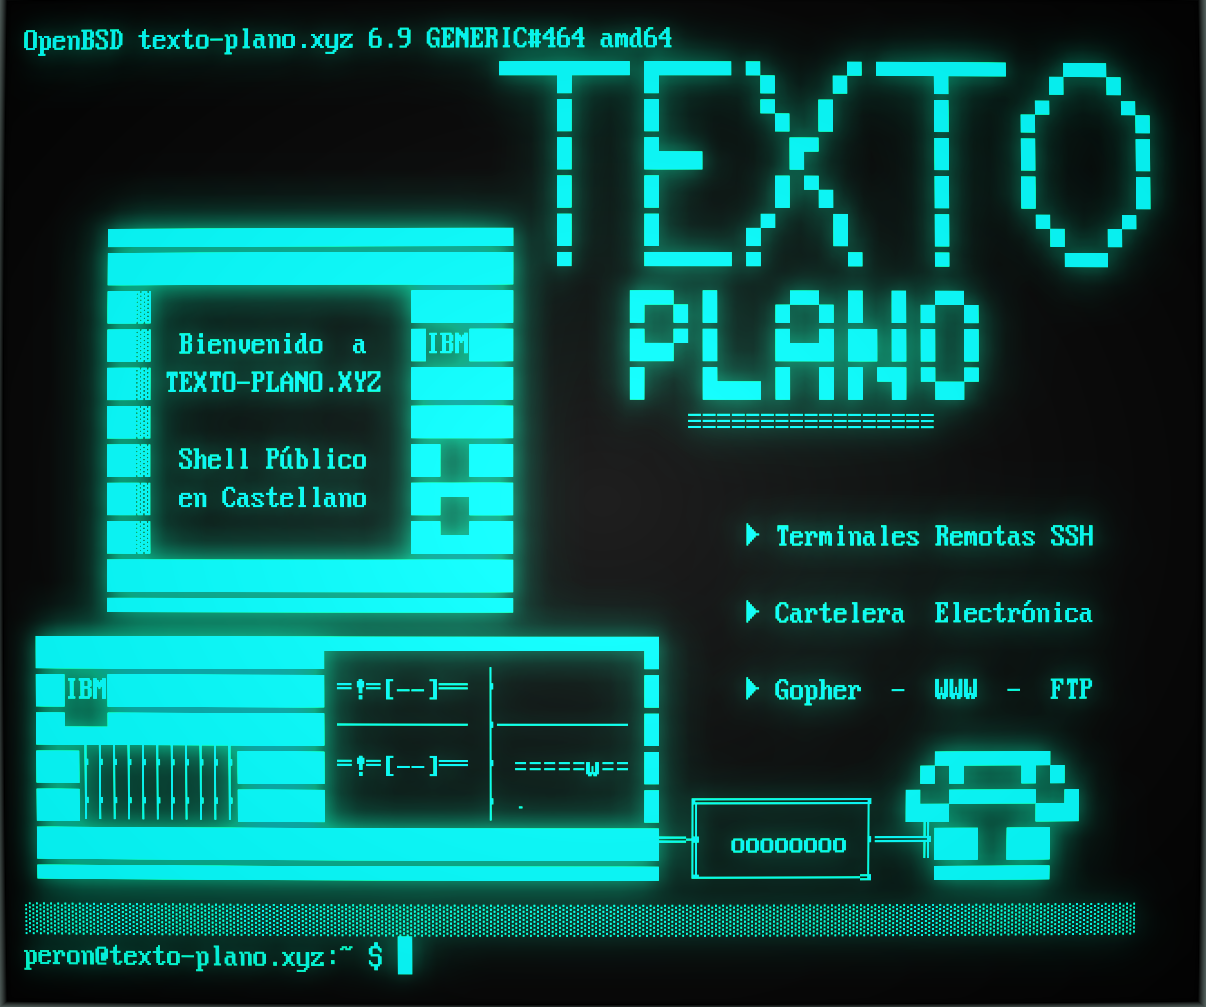 OpenBSD texto-plano.xyz 6.9 GENERIC#464 amd64
TEXTO
PLANO
================
Bienvenido a
TEXTO-PLANO.XYZ
IBM
Shell Público
en Castellano
Terminales Remotas SSH
Cartelera Electrónica
Gopher - WWW - FTP
IBM
=!=[--]==
=!=[--]==
=====w==
oooooooo
peron@texto-plano.xyz:~ $